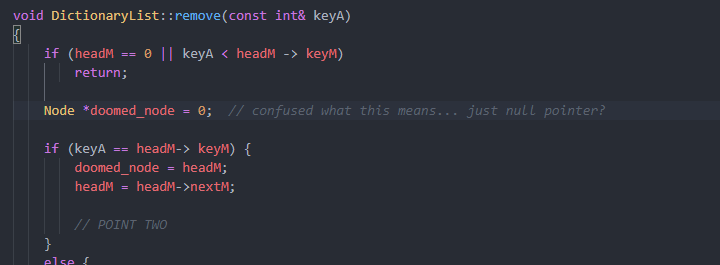 void DictionaryList::remove(const int& keyA)
{
if (headM == 0 || keyA < headM -> keyM)
return;
Node *doomed_node = 0;  // confused what this means... just null pointer?
if (keyA == headM-> keyM) {
doomed_node = headM;
headM = headM->nextM;
// POINT TWO
}
else {